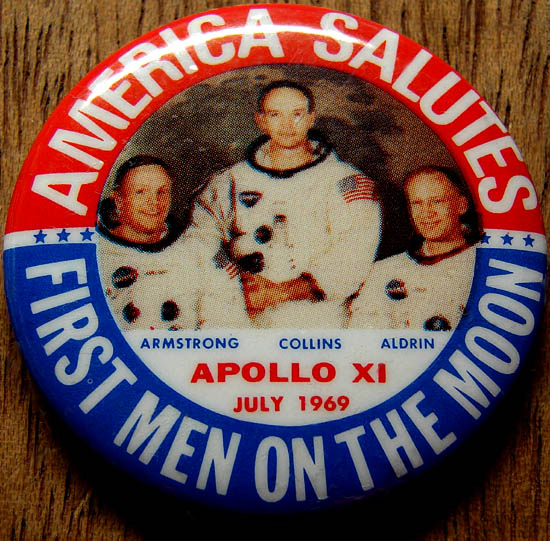 AMERICA SALUTES
ARMSTRONG COLLINS ALDRIN
APOLLO XI
JULY 1969
FIRST MEN ON THE MOON